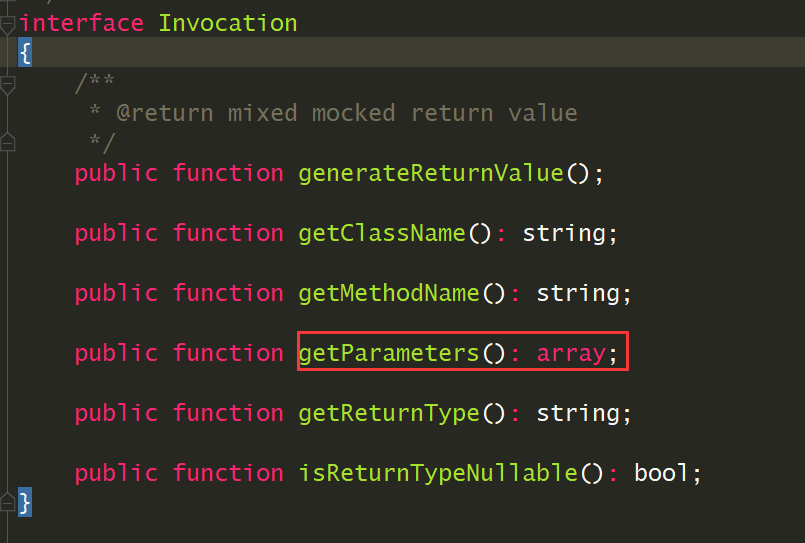 interface Invocation
{
/**
* @return mixed mocked return value
*/
public function generateReturnValue();
public function getClassName(): string;
public function getMethodName(): string;
public function getParameters(): array;
public function getReturnType(): string;
public function isReturnTypeNullable(): bool;
}